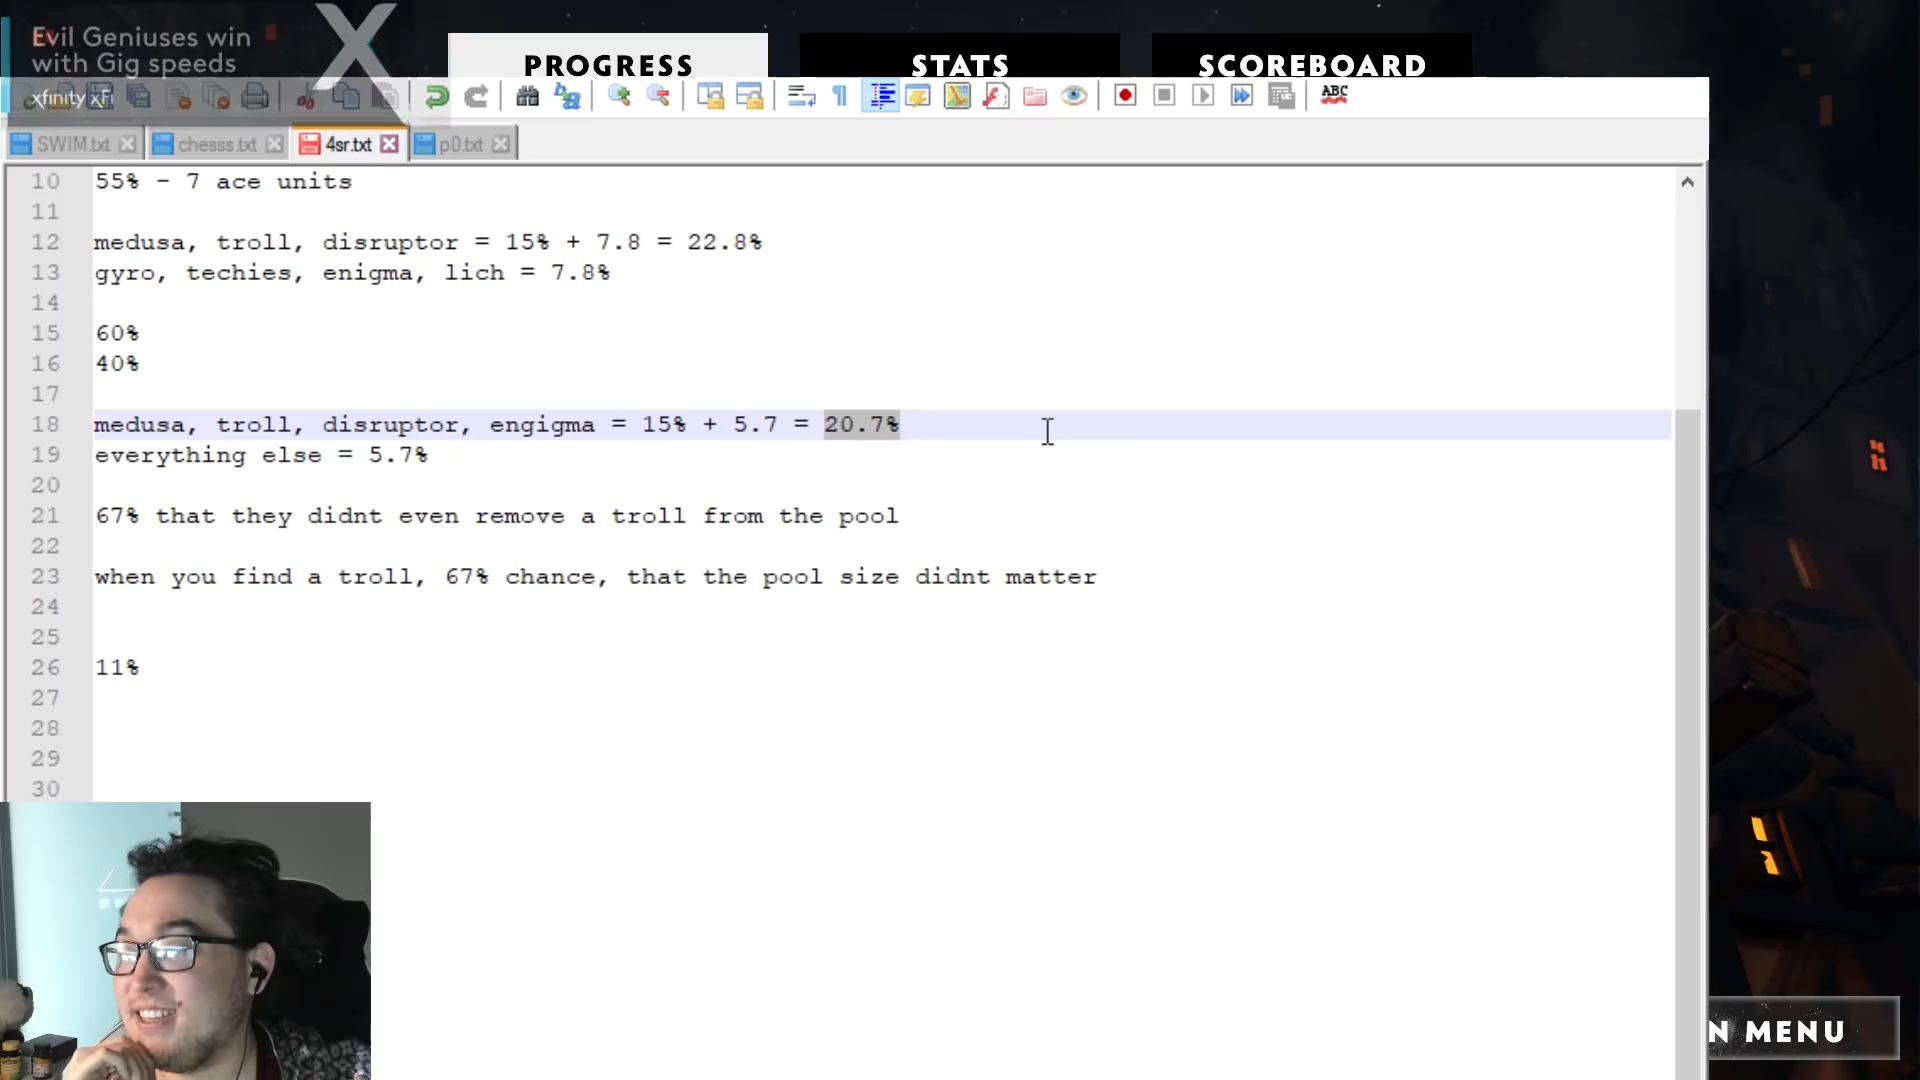 Evil Geniuses win
with Gig speeds
xfinity xFi
X
PROGRESS
STATS
SCOREBOARD
ABC
SWIM.txt
chesss.txt
4sr.txt
p0.txt
10 55% - 7 ace units
11
12 medusa, troll, disruptor = 15% + 7.8 = 22.8%
13 gyro, techies, enigma, lich = 7.8%
14
15 60%
16 40%
17
18 medusa, troll, disruptor, engigma = 15% + 5.7 = 20.7%
19 everything else = 5.7%
20
21 67% that they didnt even remove a troll from the pool
22
23 when you find a troll, 67% chance, that the pool size didnt matter
24
25
26 11%
27
28
29
30
N MENU